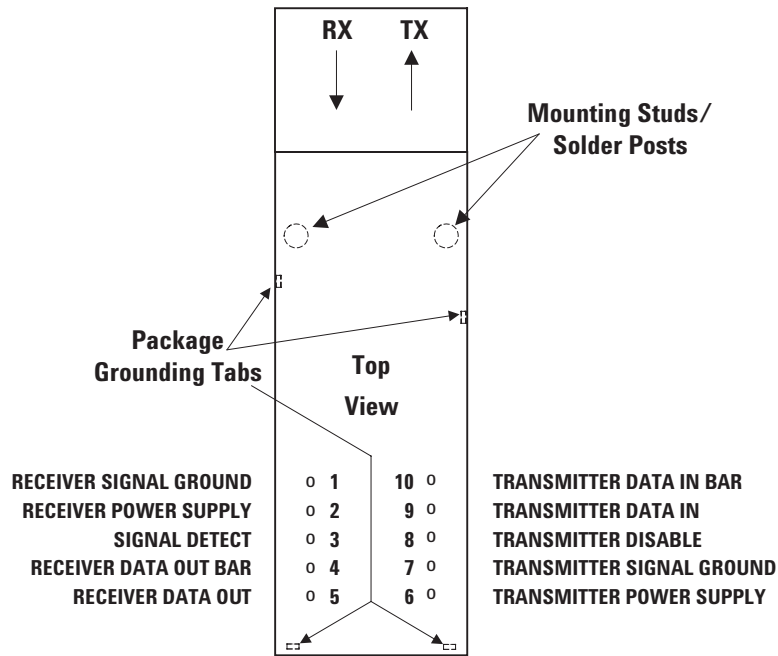 RX TX
Mounting Studs/
Solder Posts
Package
Grounding Tabs
Top
View
RECEIVER SIGNAL GROUND o 1 10 o TRANSMITTER DATA IN BAR
RECEIVER POWER SUPPLY o 2 9 o TRANSMITTER DATA IN
SIGNAL DETECT o 3 8 o TRANSMITTER DISABLE
RECEIVER DATA OUT BAR o 4 7 o TRANSMITTER SIGNAL GROUND
RECEIVER DATA OUT o 5 6 o TRANSMITTER POWER SUPPLY